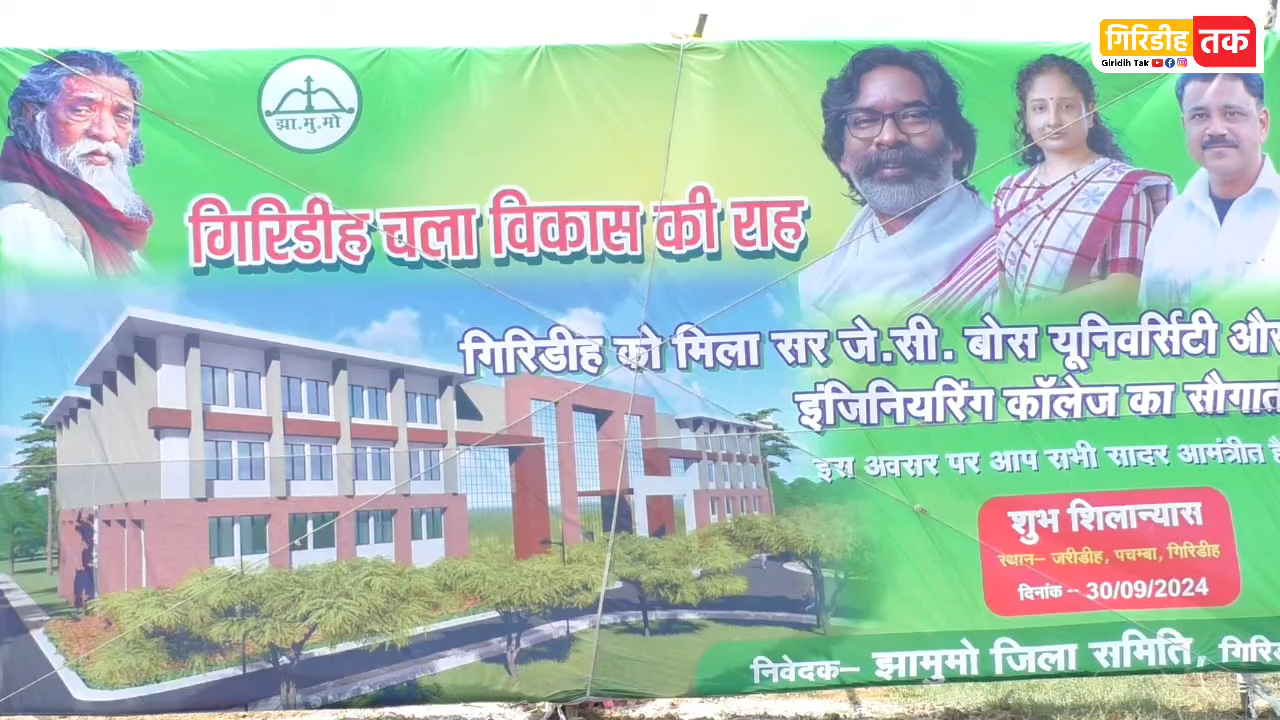 गिरिडीह तक
Giridih Tak
झा.मु.मो
गिरिडीह चला विकास की राह
गिरिडीह को मिला सर जे.सी. बोस यूनिवर्सिटी और
इंजिनियरिंग कॉलेज का सौगात
इस अवसर पर आप सभी सादर आमंत्रीत है
शुभ शिलान्यास
स्थान– जरीडीह, पचम्बा, गिरिडीह
दिनांक – 30/09/2024
निवेदक– झामुमो जिला समिति,